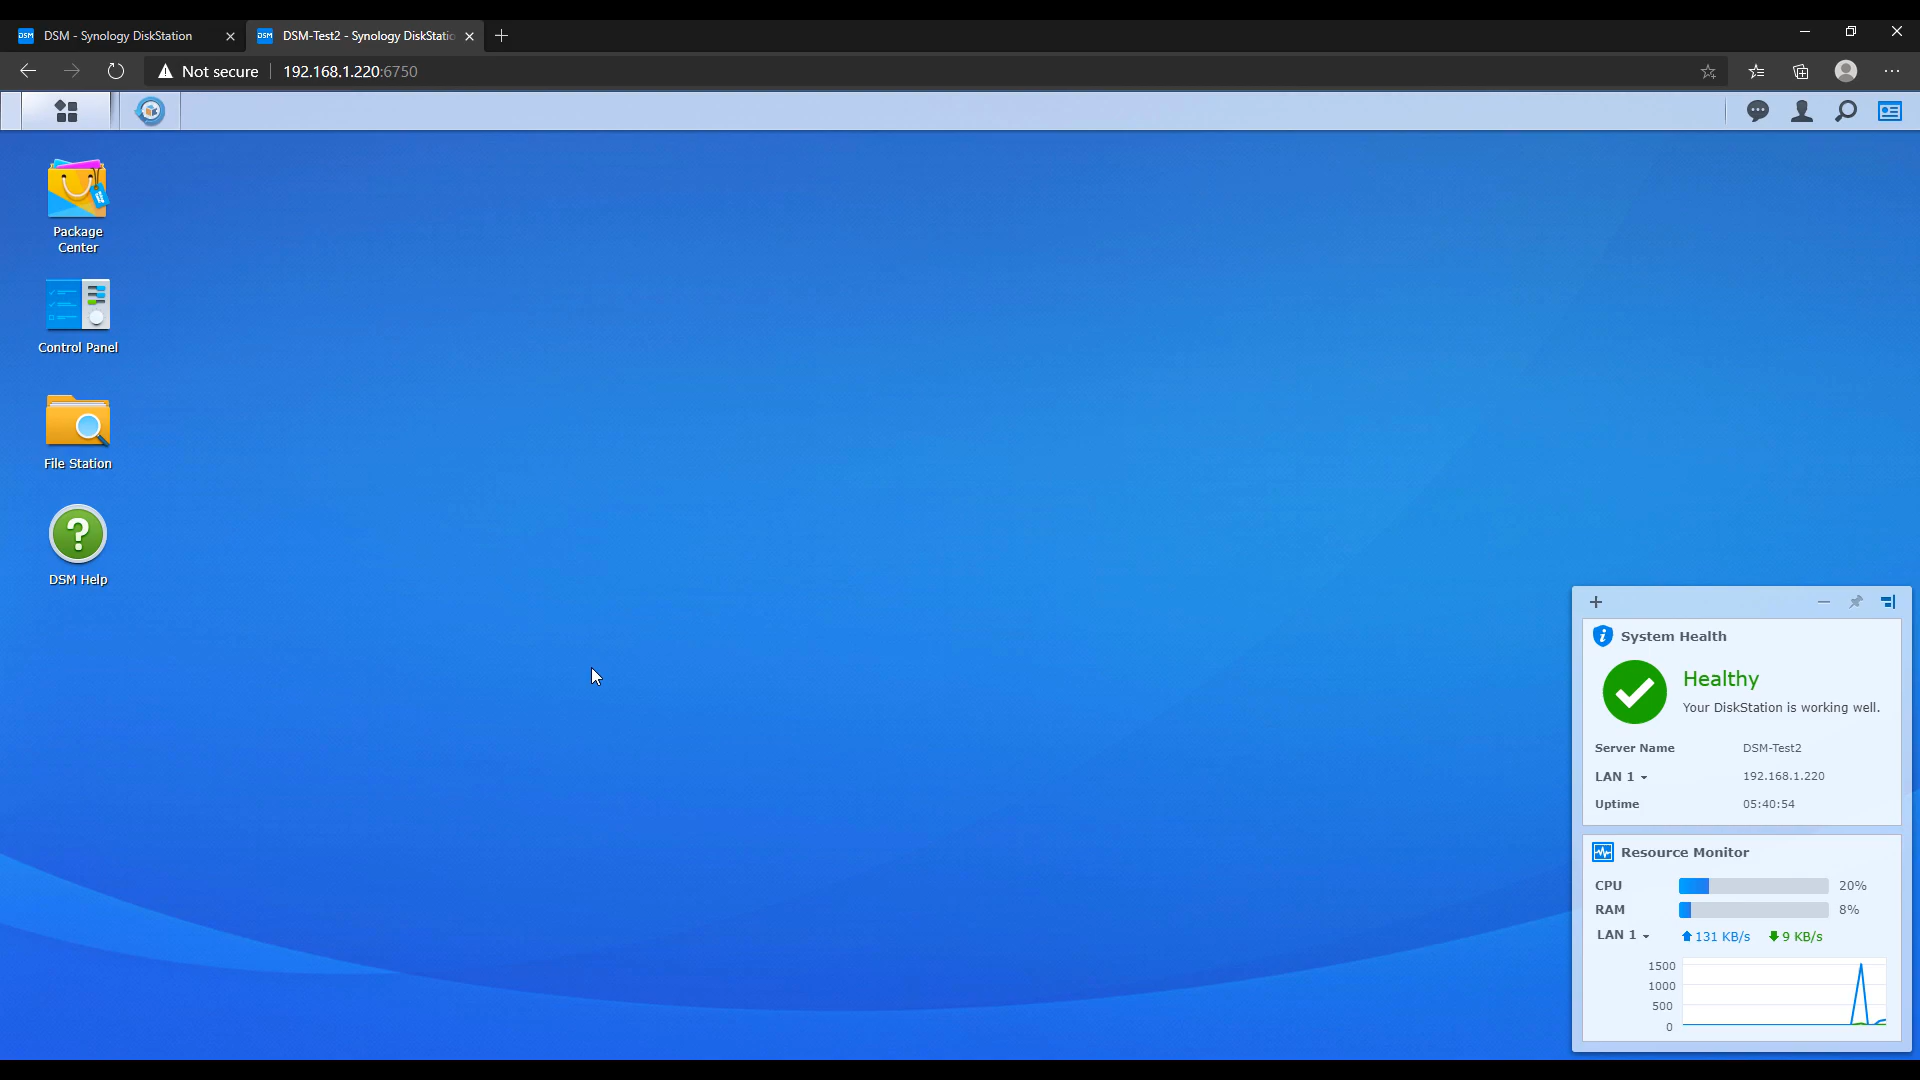 DSM - Synology DiskStation
DSM-Test2 - Synology DiskStatio
Not secure
192.168.1.220:6750
Package
Center
Control Panel
File Station
DSM Help
System Health
Healthy
Your DiskStation is working well.
Server Name DSM-Test2
LAN 1 192.168.1.220
Uptime 05:40:54
Resource Monitor
CPU 20%
RAM 8%
LAN 1 131 KB/s 9 KB/s
1500
1000
500
0